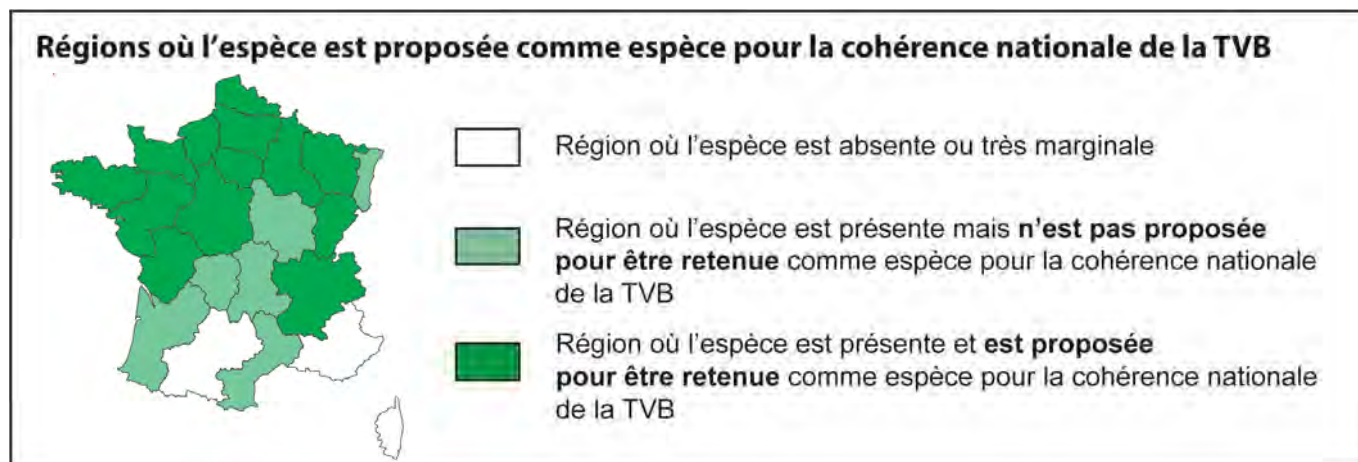 Régions où l'espèce est proposée comme espèce pour la cohérence nationale de la TVB
Région où l'espèce est absente ou très marginale
Région où l'espèce est présente mais n'est pas proposée
pour être retenue comme espèce pour la cohérence nationale
de la TVB
Région où l'espèce est présente et est proposée
pour être retenue comme espèce pour la cohérence nationale
de la TVB